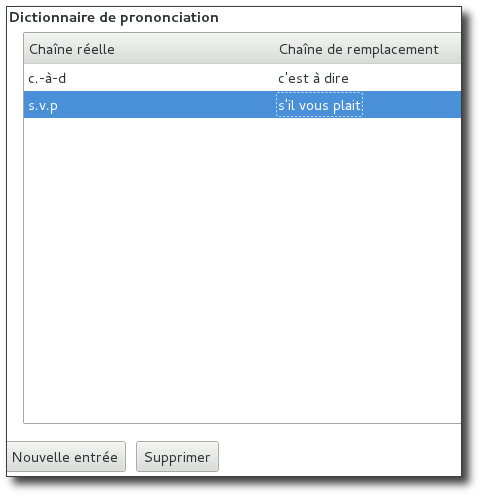 Dictionnaire de prononciation
Chaîne réelle Chaîne de remplacement
c.-à-d c'est à dire
s.v.p s'il vous plait
Nouvelle entrée Supprimer